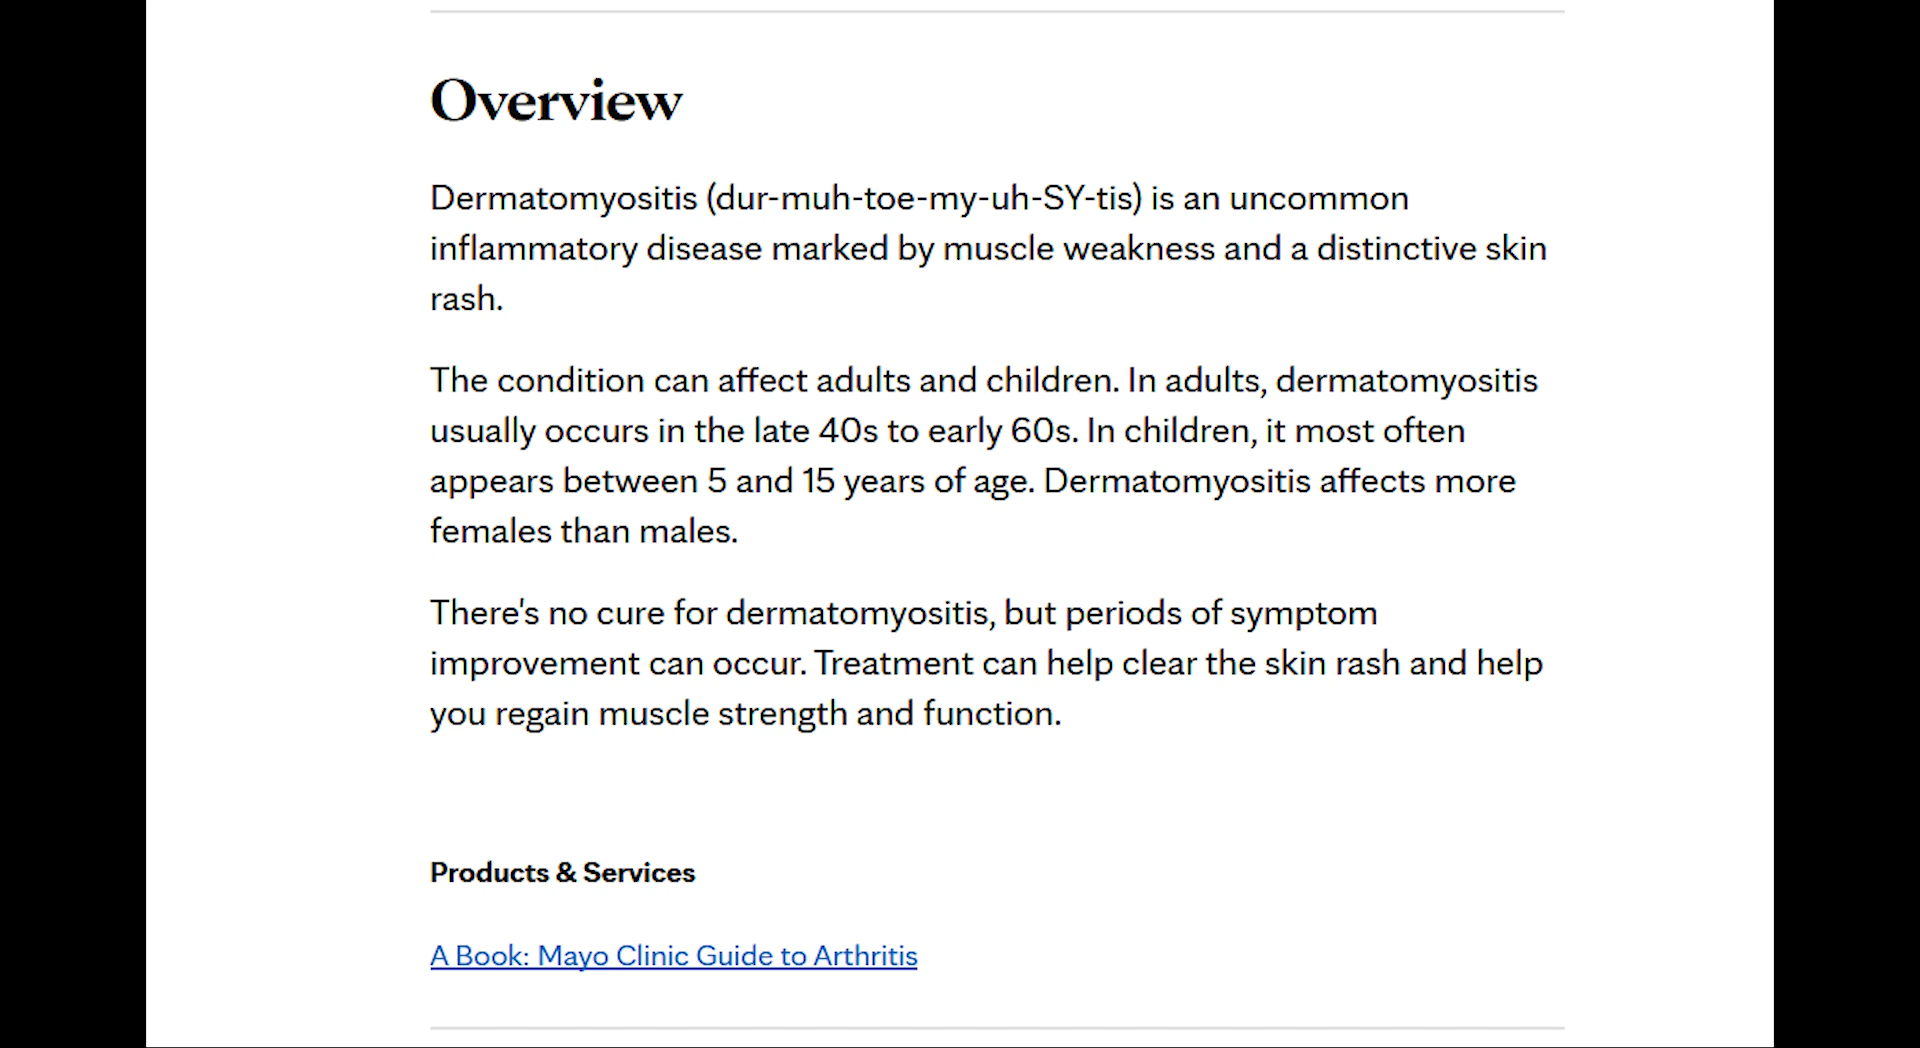 Overview
Dermatomyositis (dur-muh-toe-my-uh-SY-tis) is an uncommon
inflammatory disease marked by muscle weakness and a distinctive skin
rash.
The condition can affect adults and children. In adults, dermatomyositis
usually occurs in the late 40s to early 60s. In children, it most often
appears between 5 and 15 years of age. Dermatomyositis affects more
females than males.
There's no cure for dermatomyositis, but periods of symptom
improvement can occur. Treatment can help clear the skin rash and help
you regain muscle strength and function.
Products & Services
A Book: Mayo Clinic Guide to Arthritis